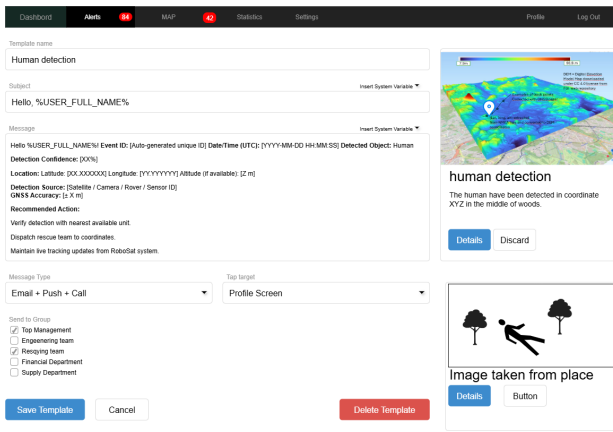 Dashbord Alerts 84 MAP 42 Statistics Settings Profile Log Out
Template name
Human detection
Subject Insert System Variable
Hello, %USER_FULL_NAME%
Message Insert System Variable
Hello %USER_FULL_NAME%! Event ID: [Auto-generated unique ID] Date/Time (UTC): [YYYY-MM-DD HH:MM:SS] Detected Object: Human
Detection Confidence: [XX%]
Location: Latitude: [XX.XXXXXX] Longitude: [YY.YYYYYY] Altitude (if available): [Z m]
Detection Source: [Satellite / Camera / Rover / Sensor ID]
GNSS Accuracy: [± X m]
Recommended Action:
Verify detection with nearest available unit.
Dispatch rescue team to coordinates.
Maintain live tracking updates from RoboSat system.
Message Type
Email + Push + Call
Tap target
Profile Screen
Send to Group
Top Management
Engeenering team
Resqying team
Financial Department
Supply Department
Save Template
Cancel
Delete Template
human detection
The human have been detected in coordinate
XYZ in the middle of woods.
Details
Discard
Image taken from place
Details
Button